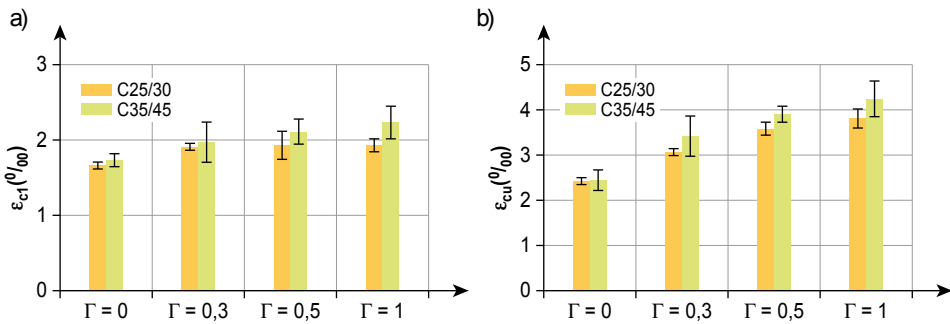 a)
3
2
1
0
ε_c1(⁰/₀₀)
C25/30
C35/45
Γ = 0
Γ = 0,3
Γ = 0,5
Γ = 1
b)
5
4
3
2
1
0
ε_cu(⁰/₀₀)
C25/30
C35/45
Γ = 0
Γ = 0,3
Γ = 0,5
Γ = 1